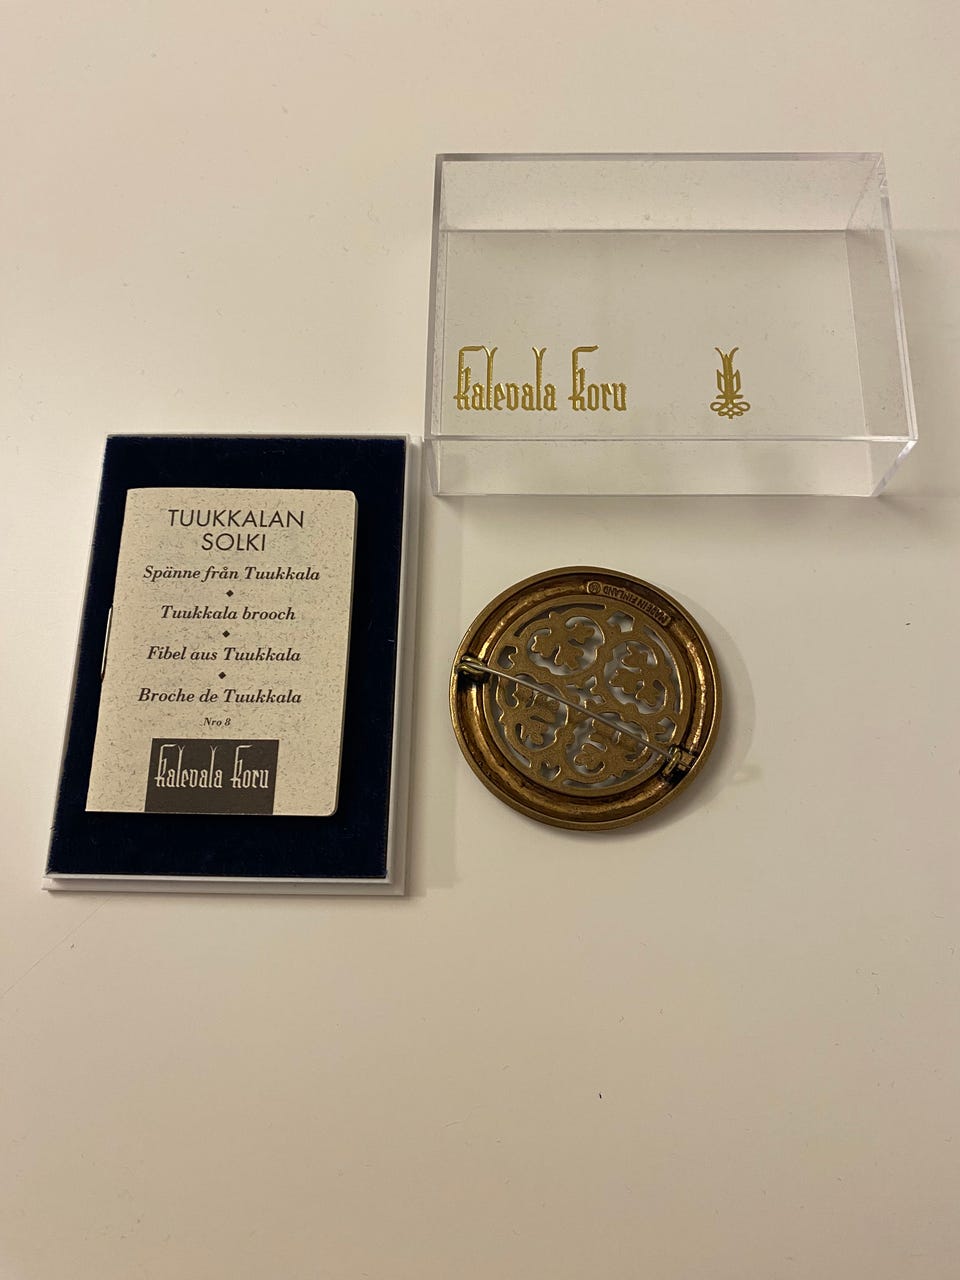 kalevala koru
TUUKKALAN
SOLKI
Spänne från Tuukkala
Tuukkala brooch
Fibel aus Tuukkala
Broche de Tuukkala
Nro 8
kalevala koru
MADE IN FINLAND